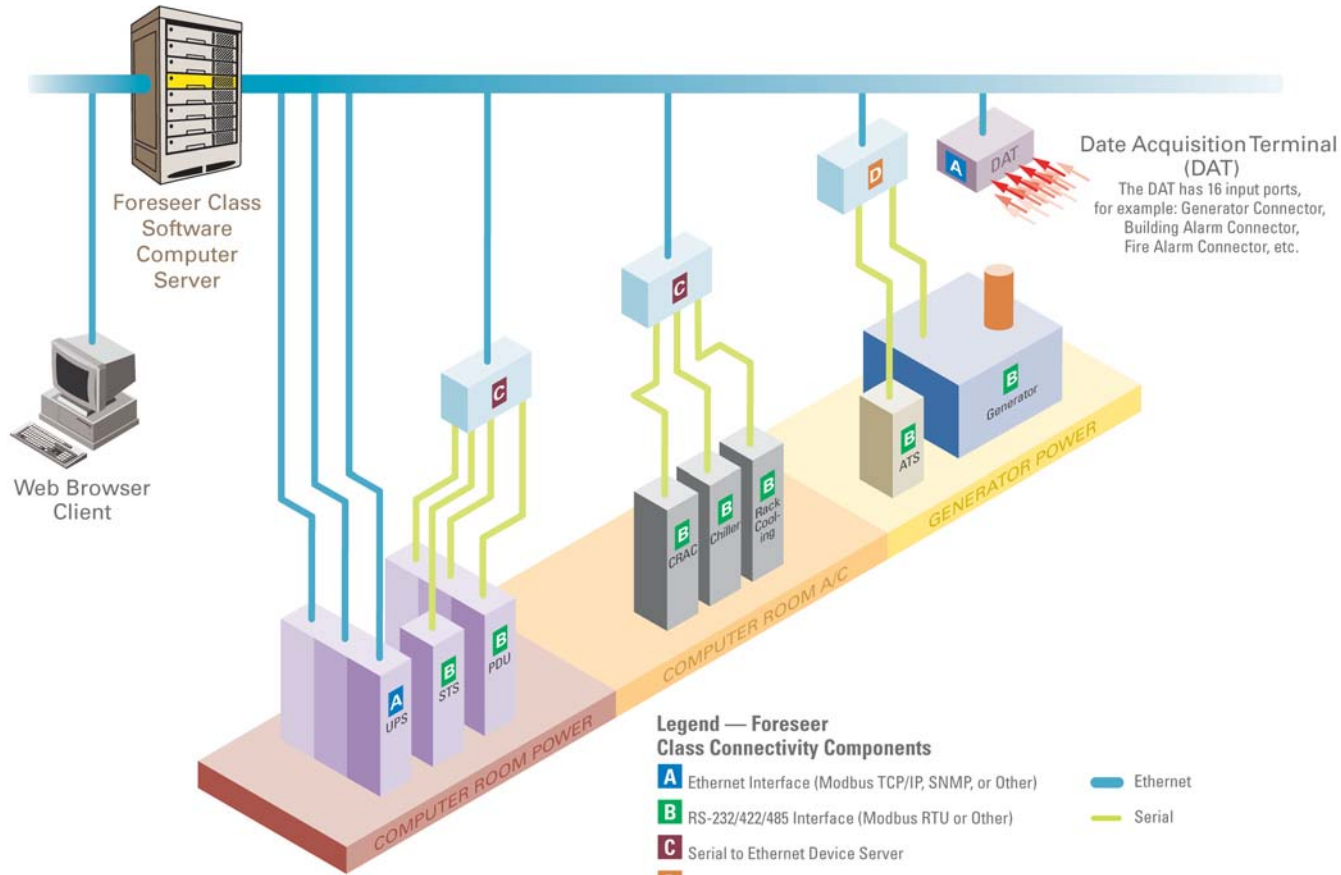 Foreseer Class
Software
Computer
Server
Web Browser
Client
C
C
D
A
DAT
Date Acquisition Terminal
(DAT)
The DAT has 16 input ports,
for example: Generator Connector,
Building Alarm Connector,
Fire Alarm Connector, etc.
A
UPS
B
STS
B
PDU
B
CRAC
B
Chiller
B
Rack
Cool-
ing
B
ATS
B
Generator
COMPUTER ROOM POWER
COMPUTER ROOM A/C
GENERATOR POWER
Legend — Foreseer
Class Connectivity Components
A Ethernet Interface (Modbus TCP/IP, SNMP, or Other)
B RS-232/422/485 Interface (Modbus RTU or Other)
C Serial to Ethernet Device Server
Ethernet
Serial